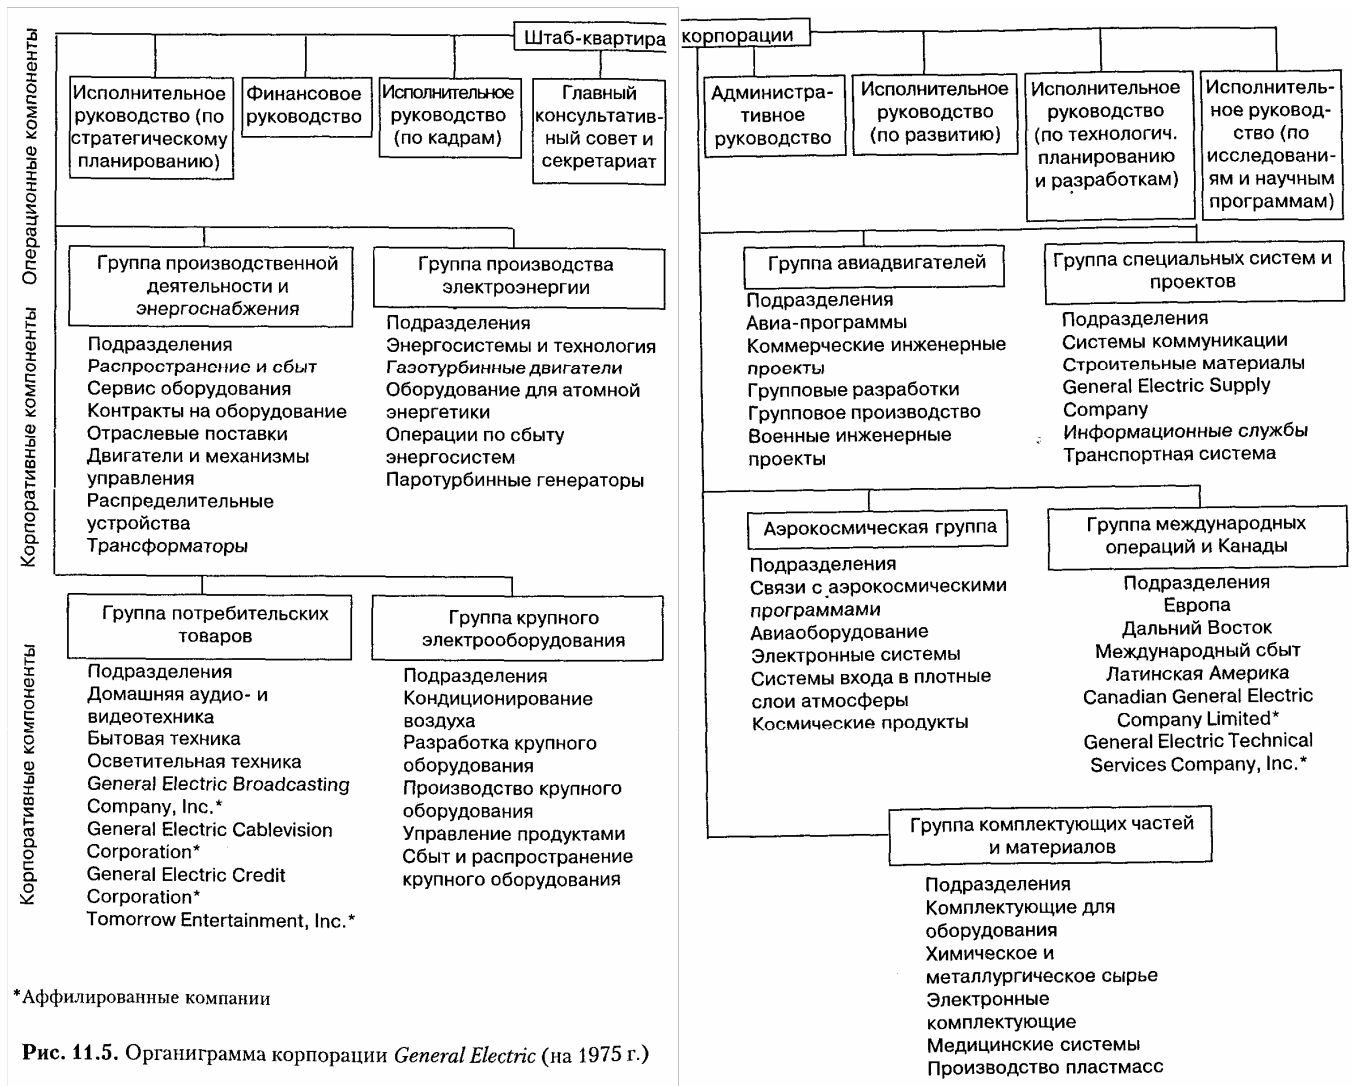 Штаб-квартира корпорации
Операционные компоненты
Корпоративные компоненты
Корпоративные компоненты
Исполнительное
руководство (по
стратегическому
планированию)
Финансовое
руководство
Исполнительное
руководство
(по кадрам)
Главный
консультатив-
ный совет и
секретариат
Администра-
тивное
руководство
Исполнительное
руководство
(по развитию)
Исполнительное
руководство
(по технологич.
планированию
и разработкам)
Исполнитель-
ное руковод-
ство (по
исследовани-
ям и научным
программам)
Группа производственной
деятельности и
энергоснабжения
Подразделения
Распространение и сбыт
Сервис оборудования
Контракты на оборудование
Отраслевые поставки
Двигатели и механизмы
управления
Распределительные
устройства
Трансформаторы
Группа производства
электроэнергии
Подразделения
Энергосистемы и технология
Газотурбинные двигатели
Оборудование для атомной
энергетики
Операции по сбыту
энергосистем
Паротурбинные генераторы
Группа авиадвигателей
Подразделения
Авиа-программы
Коммерческие инженерные
проекты
Групповые разработки
Групповое производство
Военные инженерные
проекты
Группа специальных систем и
проектов
Подразделения
Системы коммуникации
Строительные материалы
General Electric Supply
Company
Информационные службы
Транспортная система
Группа потребительских
товаров
Подразделения
Домашняя аудио- и
видеотехника
Бытовая техника
Осветительная техника
General Electric Broadcasting
Company, Inc.*
General Electric Cablevision
Corporation*
General Electric Credit
Corporation*
Tomorrow Entertainment, Inc.*
Группа крупного
электрооборудования
Подразделения
Кондиционирование
воздуха
Разработка крупного
оборудования
Производство крупного
оборудования
Управление продуктами
Сбыт и распространение
крупного оборудования
Аэрокосмическая группа
Подразделения
Связи с аэрокосмическими
программами
Авиаоборудование
Электронные системы
Системы входа в плотные
слои атмосферы
Космические продукты
Группа международных
операций и Канады
Подразделения
Европа
Дальний Восток
Международный сбыт
Латинская Америка
Canadian General Electric
Company Limited*
General Electric Technical
Services Company, Inc.*
Группа комплектующих частей
и материалов
Подразделения
Комплектующие для
оборудования
Химическое и
металлургическое сырье
Электронные
комплектующие
Медицинские системы
Производство пластмасс
*Аффилированные компании
Рис. 11.5. Органиграмма корпорации General Electric (на 1975 г.)